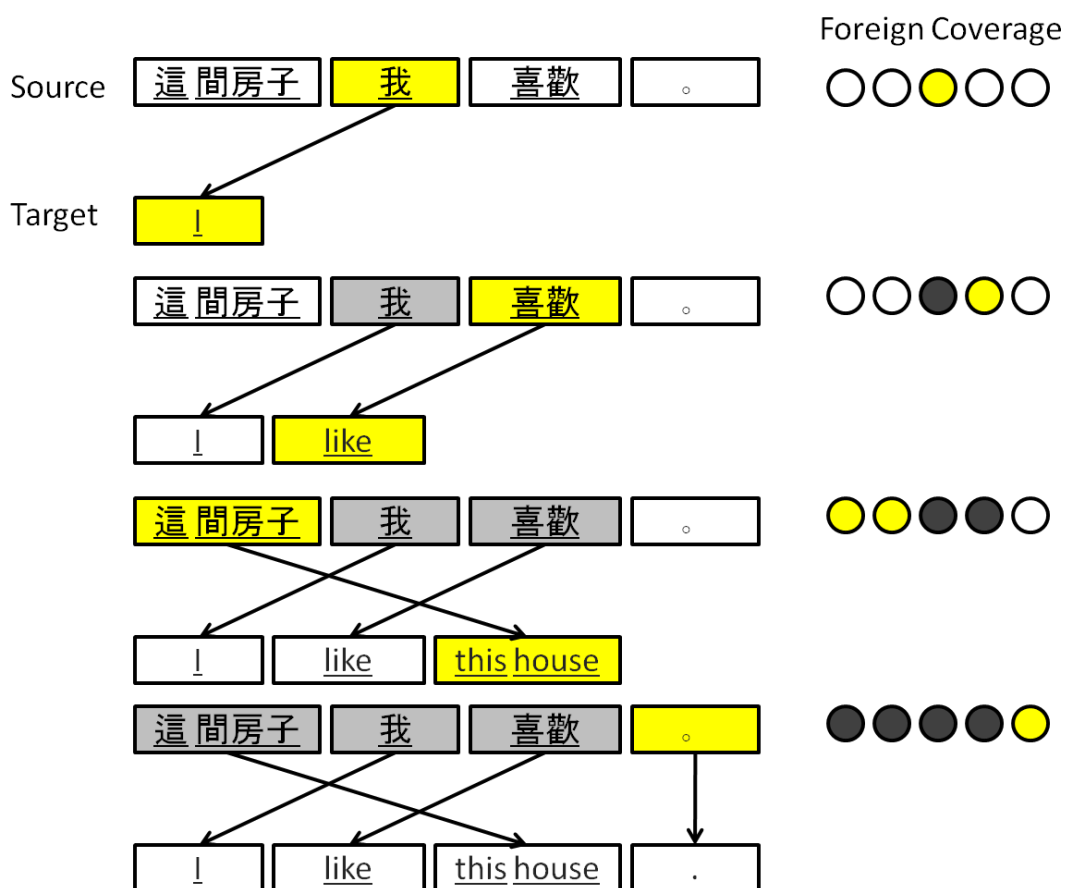 Foreign Coverage
Source 這 間房子 我 喜歡 。
Target I
這 間房子 我 喜歡 。
I like
這 間房子 我 喜歡 。
I like this house
這 間房子 我 喜歡 。
I like this house .